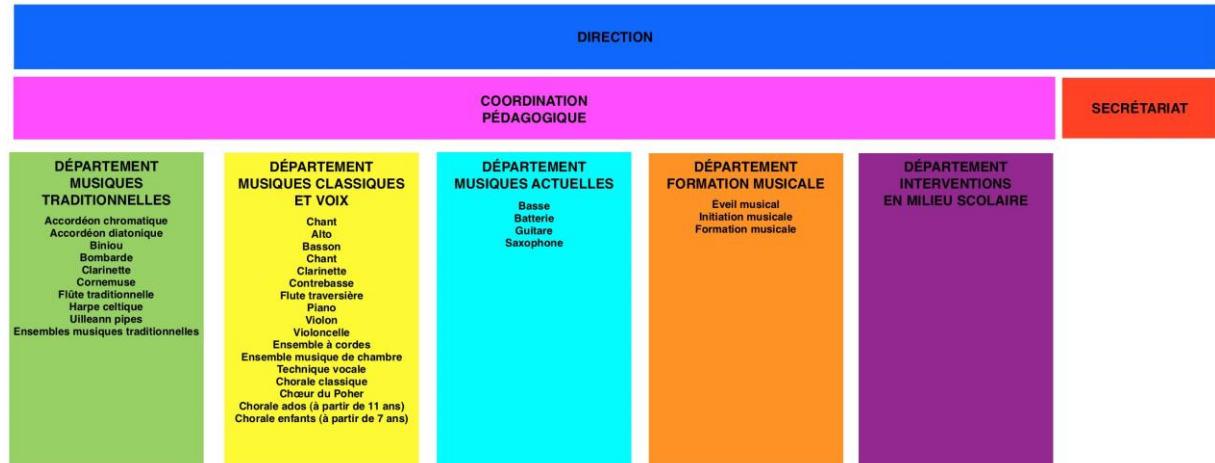 DIRECTION
COORDINATION
PÉDAGOGIQUE
SECRÉTARIAT
DÉPARTEMENT
MUSIQUES
TRADITIONNELLES
Accordéon chromatique
Accordéon diatonique
Biniou
Bombarde
Clarinette
Cornemuse
Flûte traditionnelle
Harpe celtique
Uilleann pipes
Ensembles musiques traditionnelles
DÉPARTEMENT
MUSIQUES CLASSIQUES
ET VOIX
Chant
Alto
Basson
Chant
Clarinette
Contrebasse
Flute traversière
Piano
Violon
Violoncelle
Ensemble à cordes
Ensemble musique de chambre
Technique vocale
Chorale classique
Chœur du Poher
Chorale ados (à partir de 11 ans)
Chorale enfants (à partir de 7 ans)
DÉPARTEMENT
MUSIQUES ACTUELLES
Basse
Batterie
Guitare
Saxophone
DÉPARTEMENT
FORMATION MUSICALE
Éveil musical
Initiation musicale
Formation musicale
DÉPARTEMENT
INTERVENTIONS
EN MILIEU SCOLAIRE